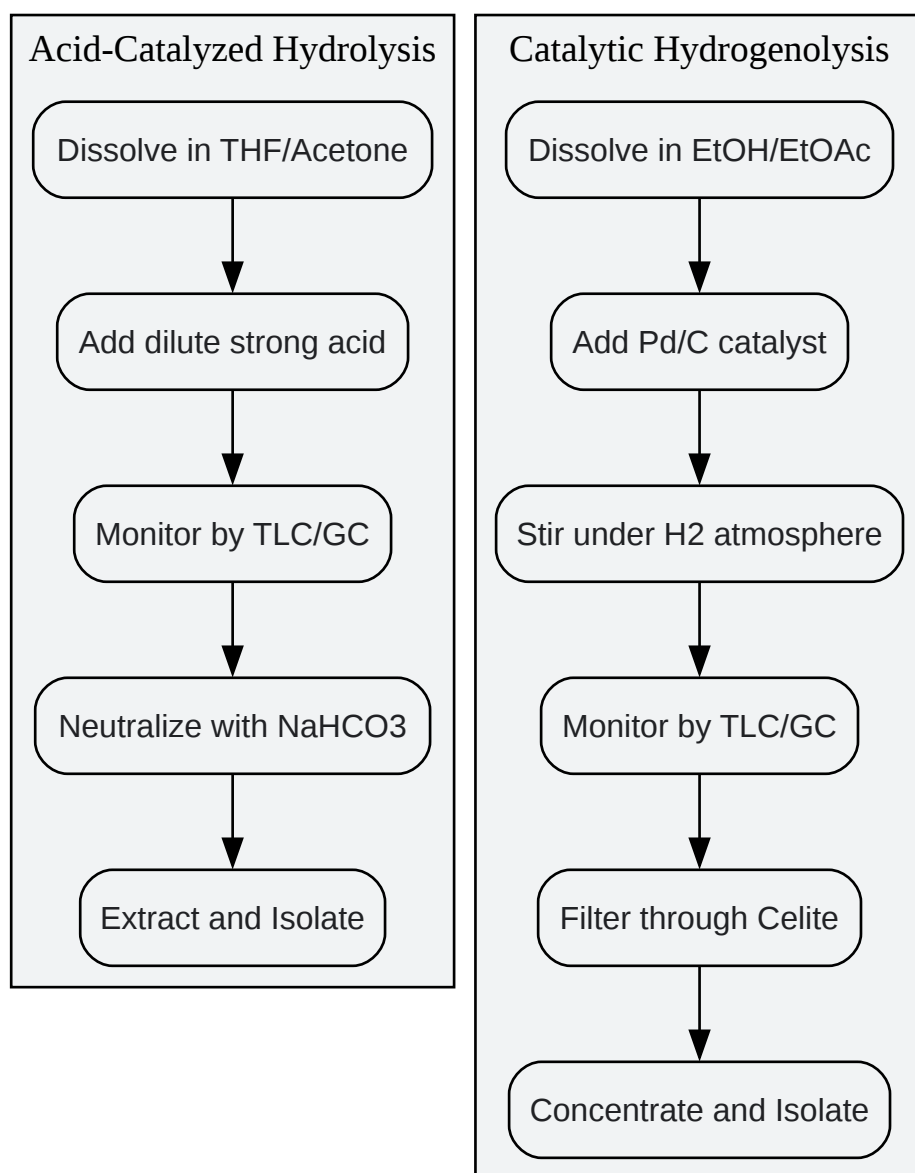 Acid-Catalyzed Hydrolysis
Dissolve in THF/Acetone
Add dilute strong acid
Monitor by TLC/GC
Neutralize with NaHCO3
Extract and Isolate
Catalytic Hydrogenolysis
Dissolve in EtOH/EtOAc
Add Pd/C catalyst
Stir under H2 atmosphere
Monitor by TLC/GC
Filter through Celite
Concentrate and Isolate